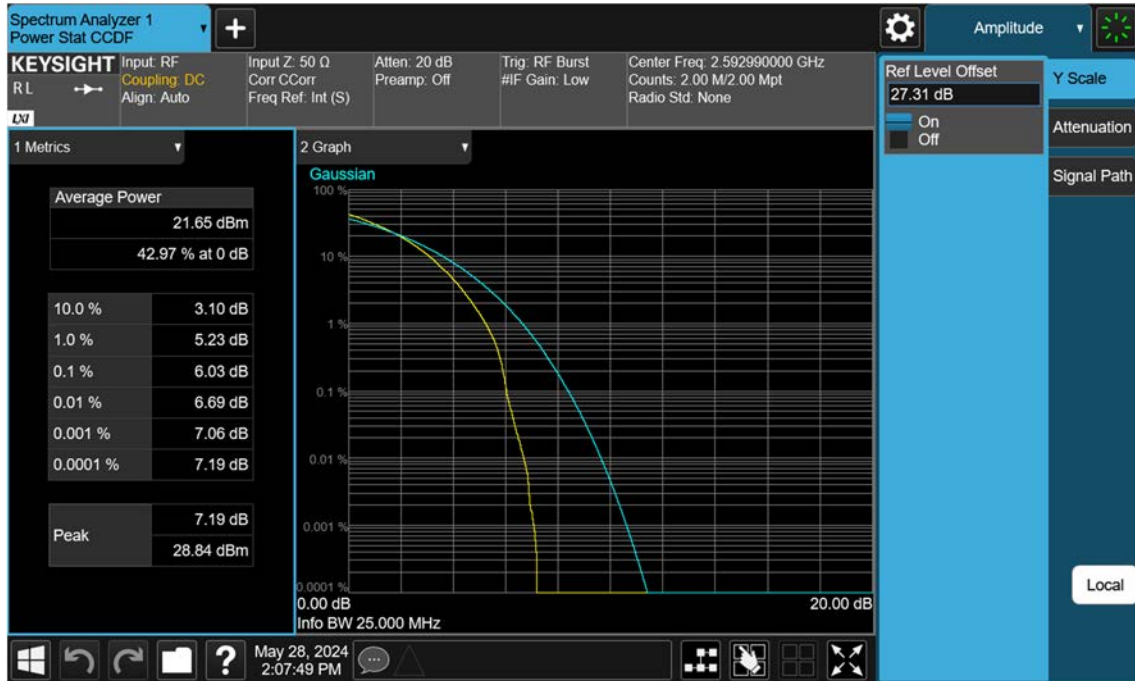 Spectrum Analyzer 1
Power Stat CCDF
Amplitude
KEYSIGHT
R L
LXI
Input: RF
Coupling: DC
Align: Auto
Input Z: 50 Ω
Corr CCorr
Freq Ref: Int (S)
Atten: 20 dB
Preamp: Off
Trig: RF Burst
#IF Gain: Low
Center Freq: 2.592990000 GHz
Counts: 2.00 M/2.00 Mpt
Radio Std: None
Ref Level Offset
27.31 dB
On
Off
Y Scale
Attenuation
Signal Path
1 Metrics
Average Power
21.65 dBm
42.97 % at 0 dB
10.0 % 3.10 dB
1.0 % 5.23 dB
0.1 % 6.03 dB
0.01 % 6.69 dB
0.001 % 7.06 dB
0.0001 % 7.19 dB
Peak
7.19 dB
28.84 dBm
2 Graph
Gaussian
100 %
10 %
1 %
0.1 %
0.01 %
0.001 %
0.0001 %
0.00 dB 20.00 dB
Info BW 25.000 MHz
Local
?
May 28, 2024
2:07:49 PM